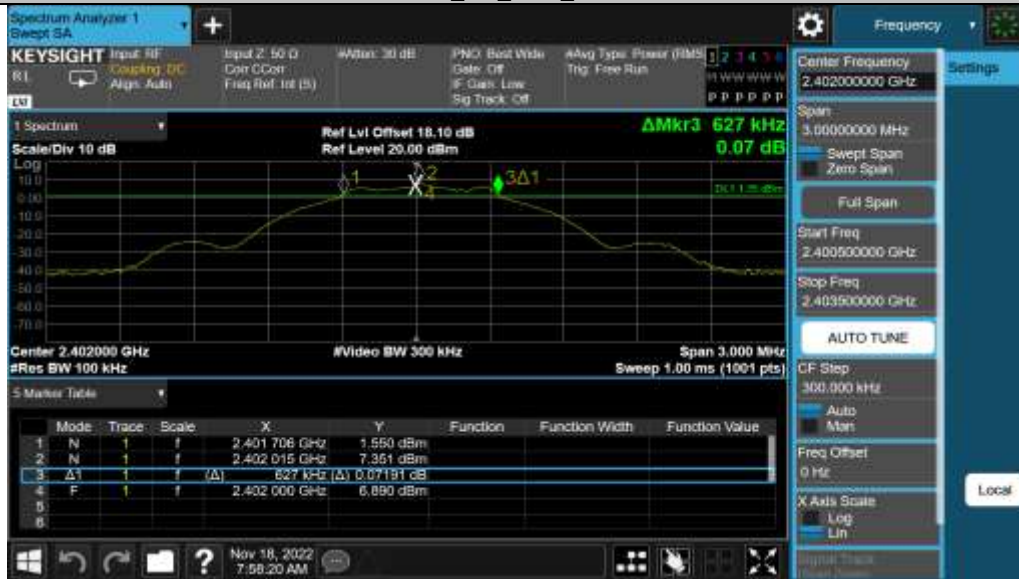 Spectrum Analyzer 1
Swept SA
+
Frequency
KEYSIGHT Input: RF
Coupling: DC
Align: Auto
RL
LXI
Input Z: 50 Ω
Corr CCorr
Freq Ref: Int (S)
#Atten: 30 dB
PNO: Best Wide
Gate: Off
IF Gain: Low
Sig Track: Off
#Avg Type: Power (RMS)
Trig: Free Run
1 2 3 4 5 6
M W W W W W
P P P P P P
1 Spectrum
Scale/Div 10 dB
Ref Lvl Offset 18.10 dB
Ref Level 20.00 dBm
ΔMkr3 627 kHz
0.07 dB
Log
10.0
0.00
-10.0
-20.0
-30.0
-40.0
-50.0
-60.0
-70.0
1
2
4
3Δ1
DL1 1.35 dBm
Center 2.402000 GHz
#Res BW 100 kHz
#Video BW 300 kHz
Span 3.000 MHz
Sweep 1.00 ms (1001 pts)
5 Marker Table
Mode Trace Scale X Y Function Function Width Function Value
1 N 1 f 2.401 706 GHz 1.550 dBm
2 N 1 f 2.402 015 GHz 7.351 dBm
3 Δ1 1 f (Δ) 627 kHz (Δ) 0.07191 dB
4 F 1 f 2.402 000 GHz 6.890 dBm
5
6
Nov 18, 2022
7:58:20 AM
?
Center Frequency
2.402000000 GHz
Settings
Span
3.00000000 MHz
Swept Span
Zero Span
Full Span
Start Freq
2.400500000 GHz
Stop Freq
2.403500000 GHz
AUTO TUNE
CF Step
300.000 kHz
Auto
Man
Freq Offset
0 Hz
X Axis Scale
Log
Lin
Local
Signal Track